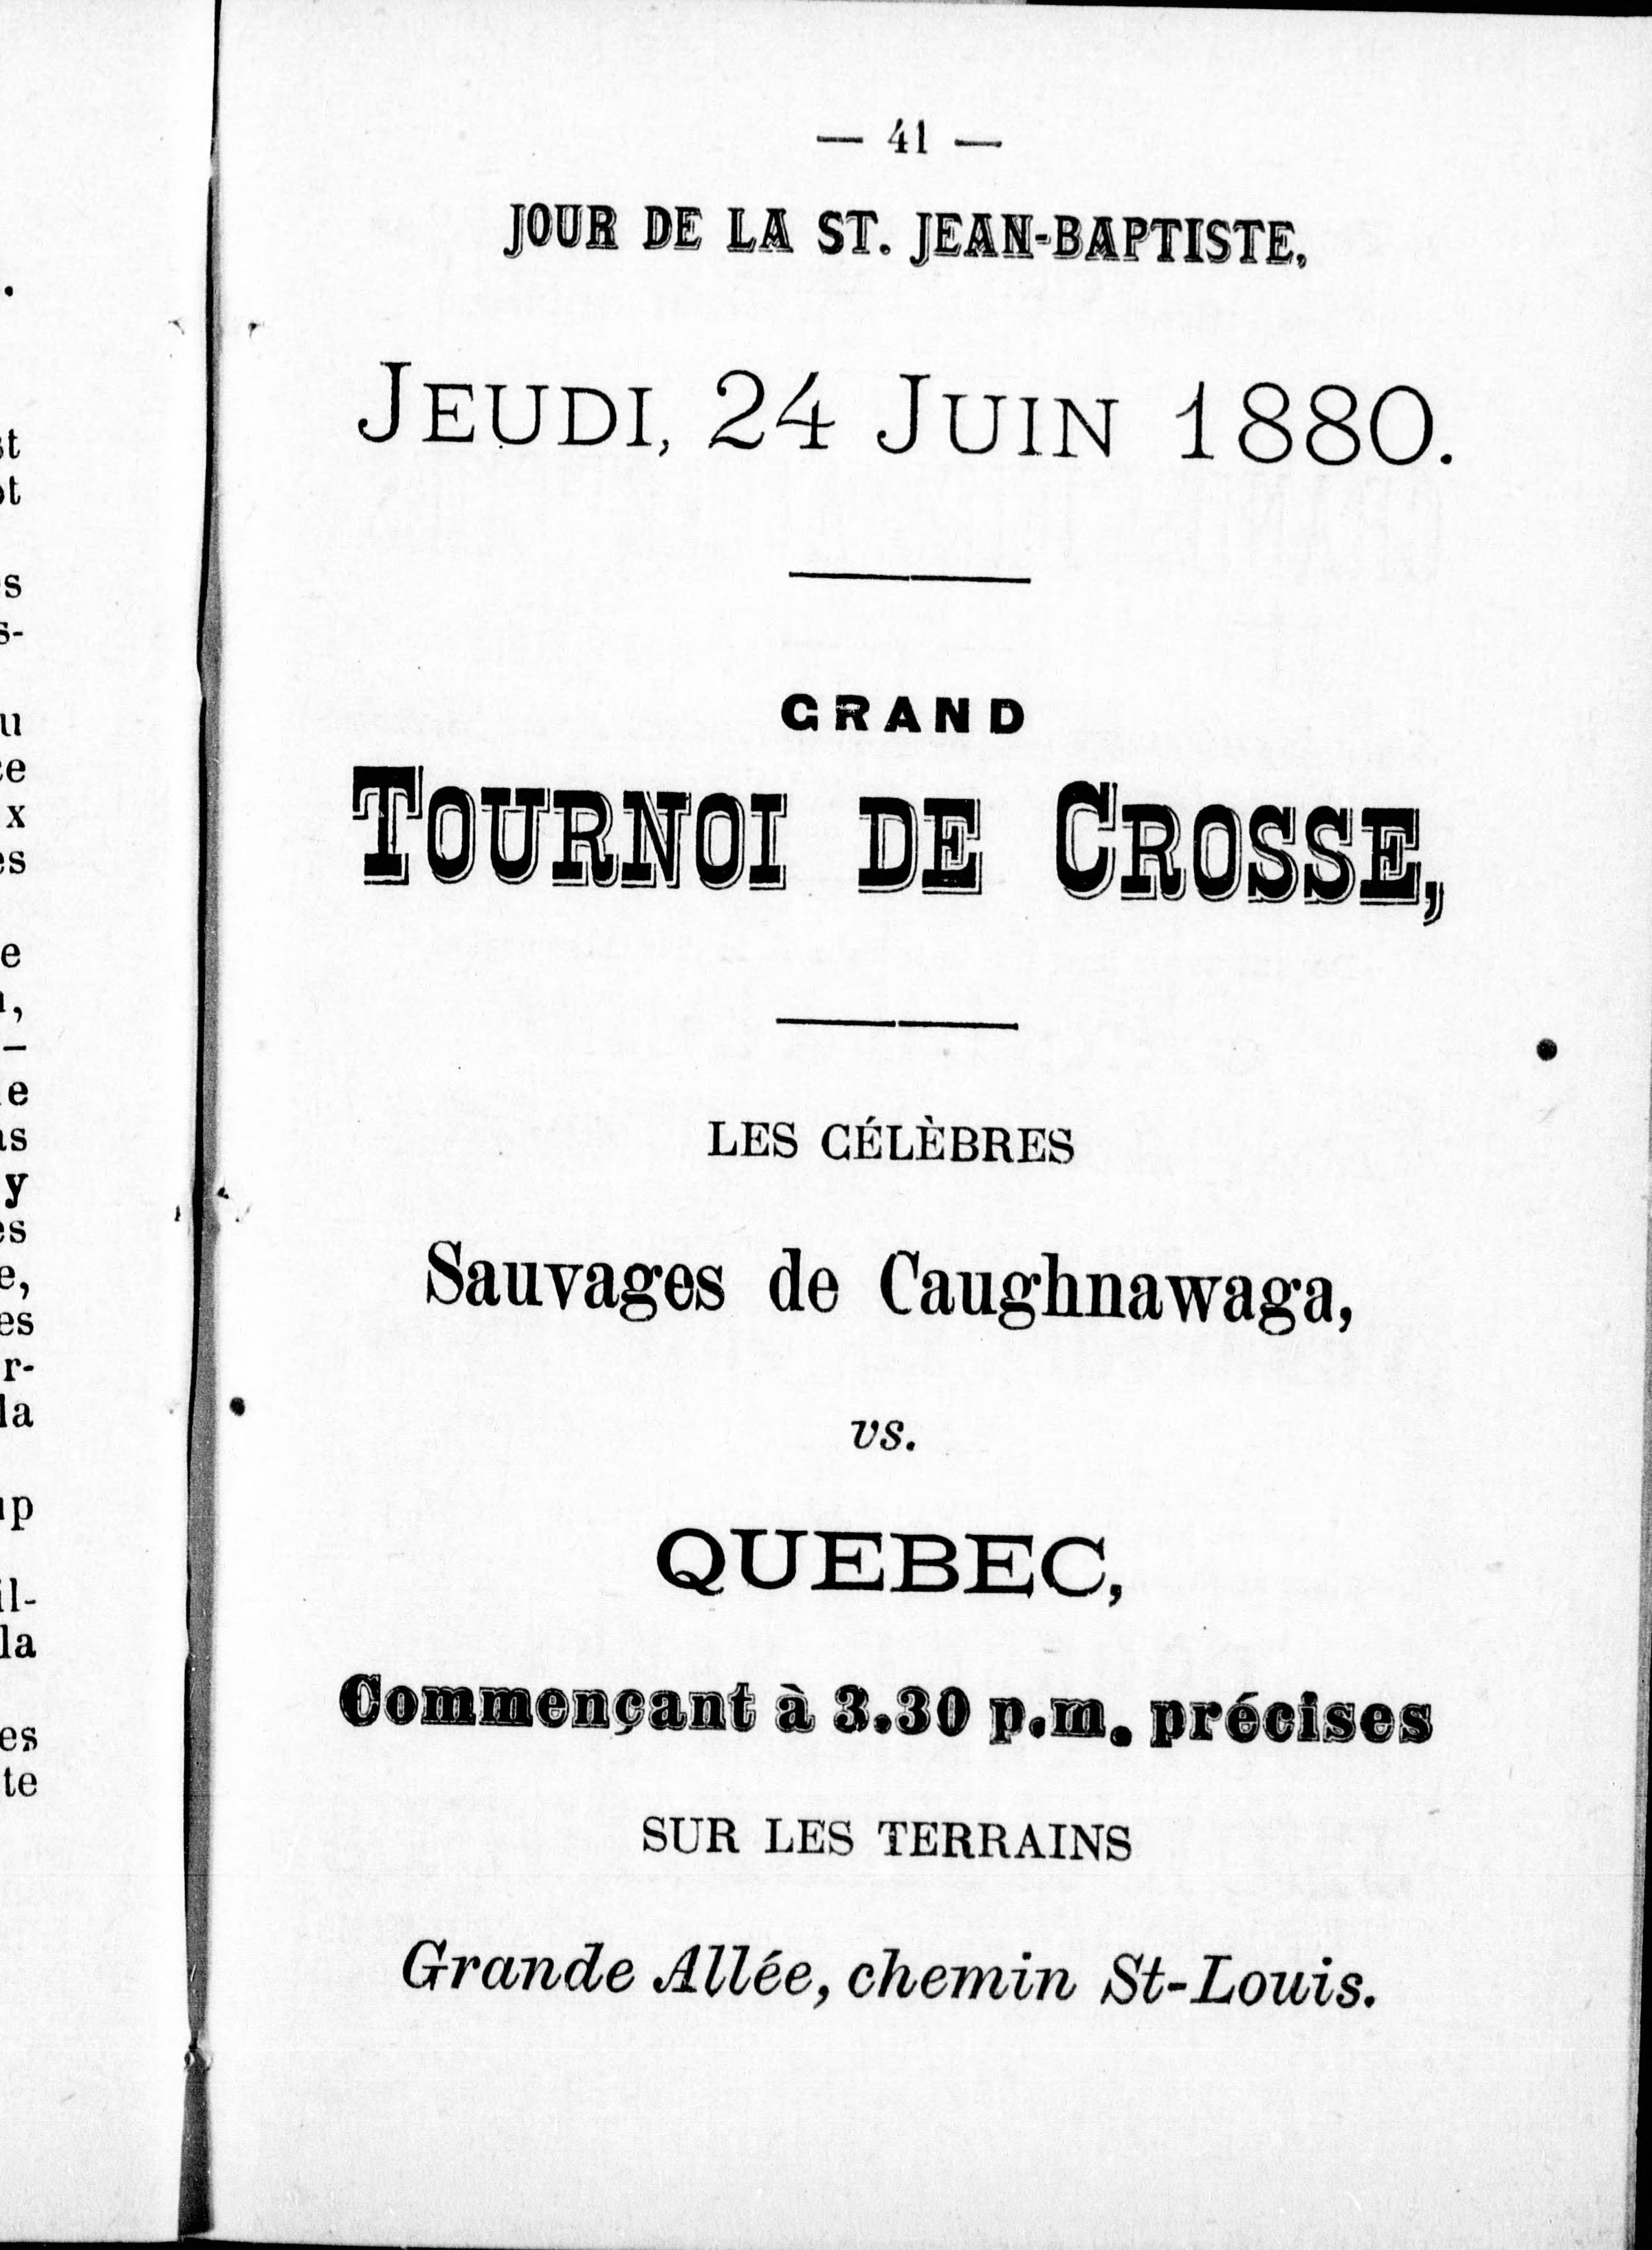 — 41 —
JOUR DE LA ST. JEAN-BAPTISTE,
JEUDI, 24 JUIN 1880.
GRAND
TOURNOI DE CROSSE,
LES CÉLÈBRES
Sauvages de Caughnawaga,
vs.
QUEBEC,
Commençant à 3.30 p.m. précises
SUR LES TERRAINS
Grande Allée, chemin St-Louis.